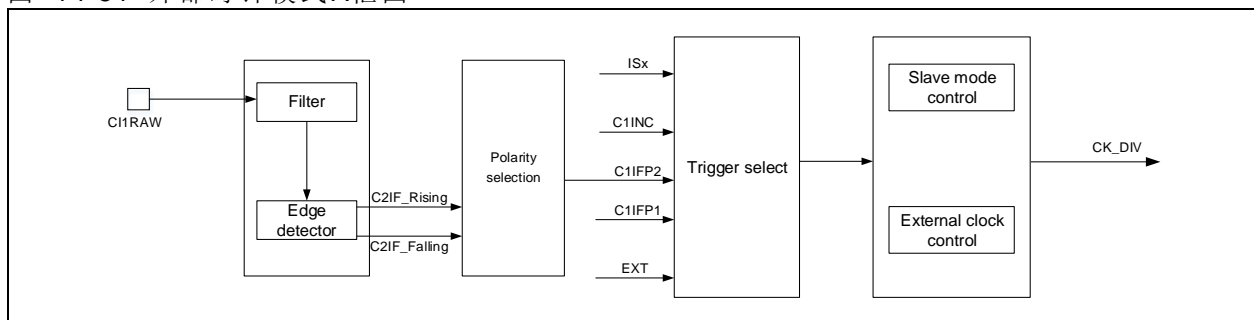 CI1RAW
Filter
Edge
detector
C2IF_Rising
C2IF_Falling
Polarity
selection
ISx
C1INC
C1IFP2
C1IFP1
EXT
Trigger select
Slave mode
control
External clock
control
CK_DIV